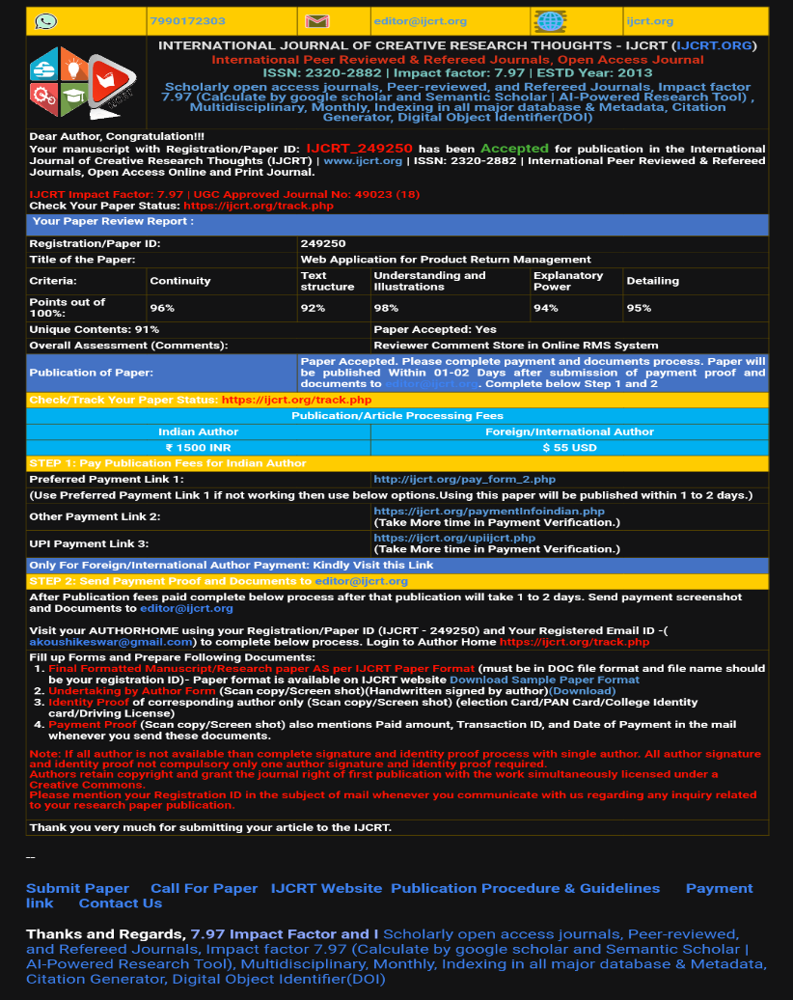 7990172303 editor@ijcrt.org ijcrt.org
INTERNATIONAL JOURNAL OF CREATIVE RESEARCH THOUGHTS - IJCRT (IJCRT.ORG)
International Peer Reviewed & Refereed Journals, Open Access Journal
ISSN: 2320-2882 | Impact factor: 7.97 | ESTD Year: 2013
Scholarly open access journals, Peer-reviewed, and Refereed Journals, Impact factor
7.97 (Calculate by google scholar and Semantic Scholar | AI-Powered Research Tool) ,
Multidisciplinary, Monthly, Indexing in all major database & Metadata, Citation
Generator, Digital Object Identifier(DOI)
Dear Author, Congratulation!!!
Your manuscript with Registration/Paper ID: IJCRT_249250 has been Accepted for publication in the International
Journal of Creative Research Thoughts (IJCRT) | www.ijcrt.org | ISSN: 2320-2882 | International Peer Reviewed & Refereed
Journals, Open Access Online and Print Journal.
IJCRT Impact Factor: 7.97 | UGC Approved Journal No: 49023 (18)
Check Your Paper Status: https://ijcrt.org/track.php
Your Paper Review Report :
Registration/Paper ID: 249250
Title of the Paper: Web Application for Product Return Management
Criteria: Continuity Text structure Understanding and Illustrations Explanatory Power Detailing
Points out of 100%: 96% 92% 98% 94% 95%
Unique Contents: 91% Paper Accepted: Yes
Overall Assessment (Comments): Reviewer Comment Store in Online RMS System
Publication of Paper: Paper Accepted. Please complete payment and documents process. Paper will
be published Within 01-02 Days after submission of payment proof and
documents to editor@ijcrt.org. Complete below Step 1 and 2
Check/Track Your Paper Status: https://ijcrt.org/track.php
Publication/Article Processing Fees
Indian Author Foreign/International Author
₹ 1500 INR $ 55 USD
STEP 1: Pay Publication Fees for Indian Author
Preferred Payment Link 1: http://ijcrt.org/pay_form_2.php
(Use Preferred Payment Link 1 if not working then use below options.Using this paper will be published within 1 to 2 days.)
Other Payment Link 2: https://ijcrt.org/paymentInfoindian.php
(Take More time in Payment Verification.)
UPI Payment Link 3: https://ijcrt.org/upiijcrt.php
(Take More time in Payment Verification.)
Only For Foreign/International Author Payment: Kindly Visit this Link
STEP 2: Send Payment Proof and Documents to editor@ijcrt.org
After Publication fees paid complete below process after that publication will take 1 to 2 days. Send payment screenshot
and Documents to editor@ijcrt.org
Visit your AUTHORHOME using your Registration/Paper ID (IJCRT - 249250) and Your Registered Email ID -(
akoushikeswar@gmail.com) to complete below process. Login to Author Home https://ijcrt.org/track.php
Fill up Forms and Prepare Following Documents:
1. Final Formatted Manuscript/Research paper AS per IJCRT Paper Format (must be in DOC file format and file name should
be your registration ID)- Paper format is available on IJCRT website Download Sample Paper Format
2. Undertaking by Author Form (Scan copy/Screen shot)(Handwritten signed by author)(Download)
3. Identity Proof of corresponding author only (Scan copy/Screen shot) (election Card/PAN Card/College Identity
card/Driving License)
4. Payment Proof (Scan copy/Screen shot) also mentions Paid amount, Transaction ID, and Date of Payment in the mail
whenever you send these documents.
Note: If all author is not available than complete signature and identity proof process with single author. All author signature
and identity proof not compulsory only one author signature and identity proof required.
Authors retain copyright and grant the journal right of first publication with the work simultaneously licensed under a
Creative Commons.
Please mention your Registration ID in the subject of mail whenever you communicate with us regarding any inquiry related
to your research paper publication.
Thank you very much for submitting your article to the IJCRT.
--
Submit Paper Call For Paper IJCRT Website Publication Procedure & Guidelines Payment
link Contact Us
Thanks and Regards, 7.97 Impact Factor and I Scholarly open access journals, Peer-reviewed,
and Refereed Journals, Impact factor 7.97 (Calculate by google scholar and Semantic Scholar |
AI-Powered Research Tool), Multidisciplinary, Monthly, Indexing in all major database & Metadata,
Citation Generator, Digital Object Identifier(DOI)